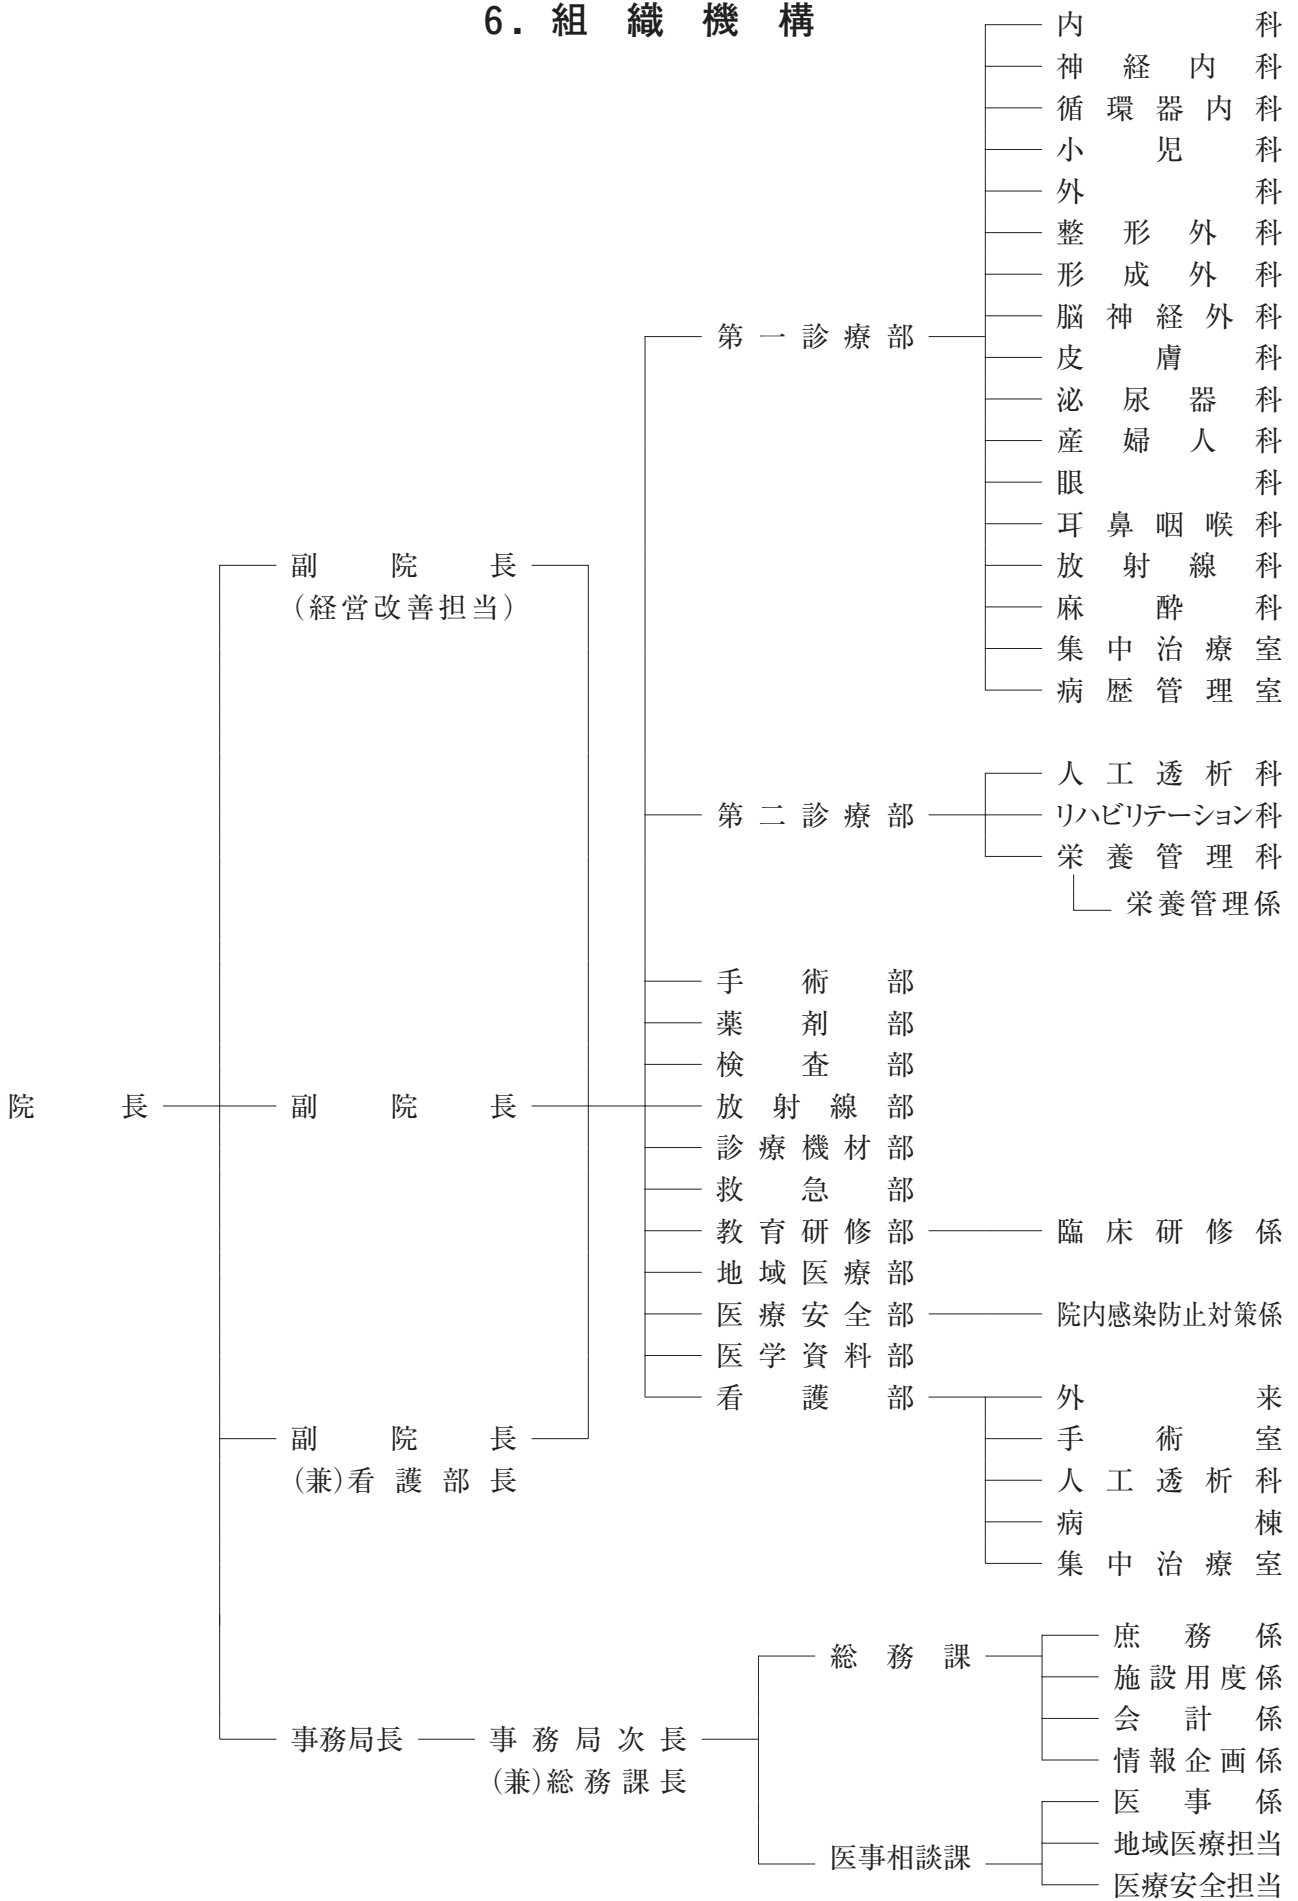 6．組織機構
内科
神経内科
循環器内科
小児科
外科
整形外科
形成外科
脳神経外科
第一診療部
皮膚科
泌尿器科
産婦人科
眼科
耳鼻咽喉科
放射線科
麻酔科
集中治療室
病歴管理室
副院長
（経営改善担当）
人工透析科
第二診療部
リハビリテーション科
栄養管理科
栄養管理係
手術部
薬剤部
検査部
院長
副院長
放射線部
診療機材部
救急部
教育研修部
臨床研修係
地域医療部
医療安全部
院内感染防止対策係
医学資料部
看護部
外来
副院長
(兼)看護部長
手術室
人工透析科
病棟
集中治療室
事務局長
事務局次長
(兼)総務課長
総務課
庶務係
施設用度係
会計係
情報企画係
医事相談課
医事係
地域医療担当
医療安全担当